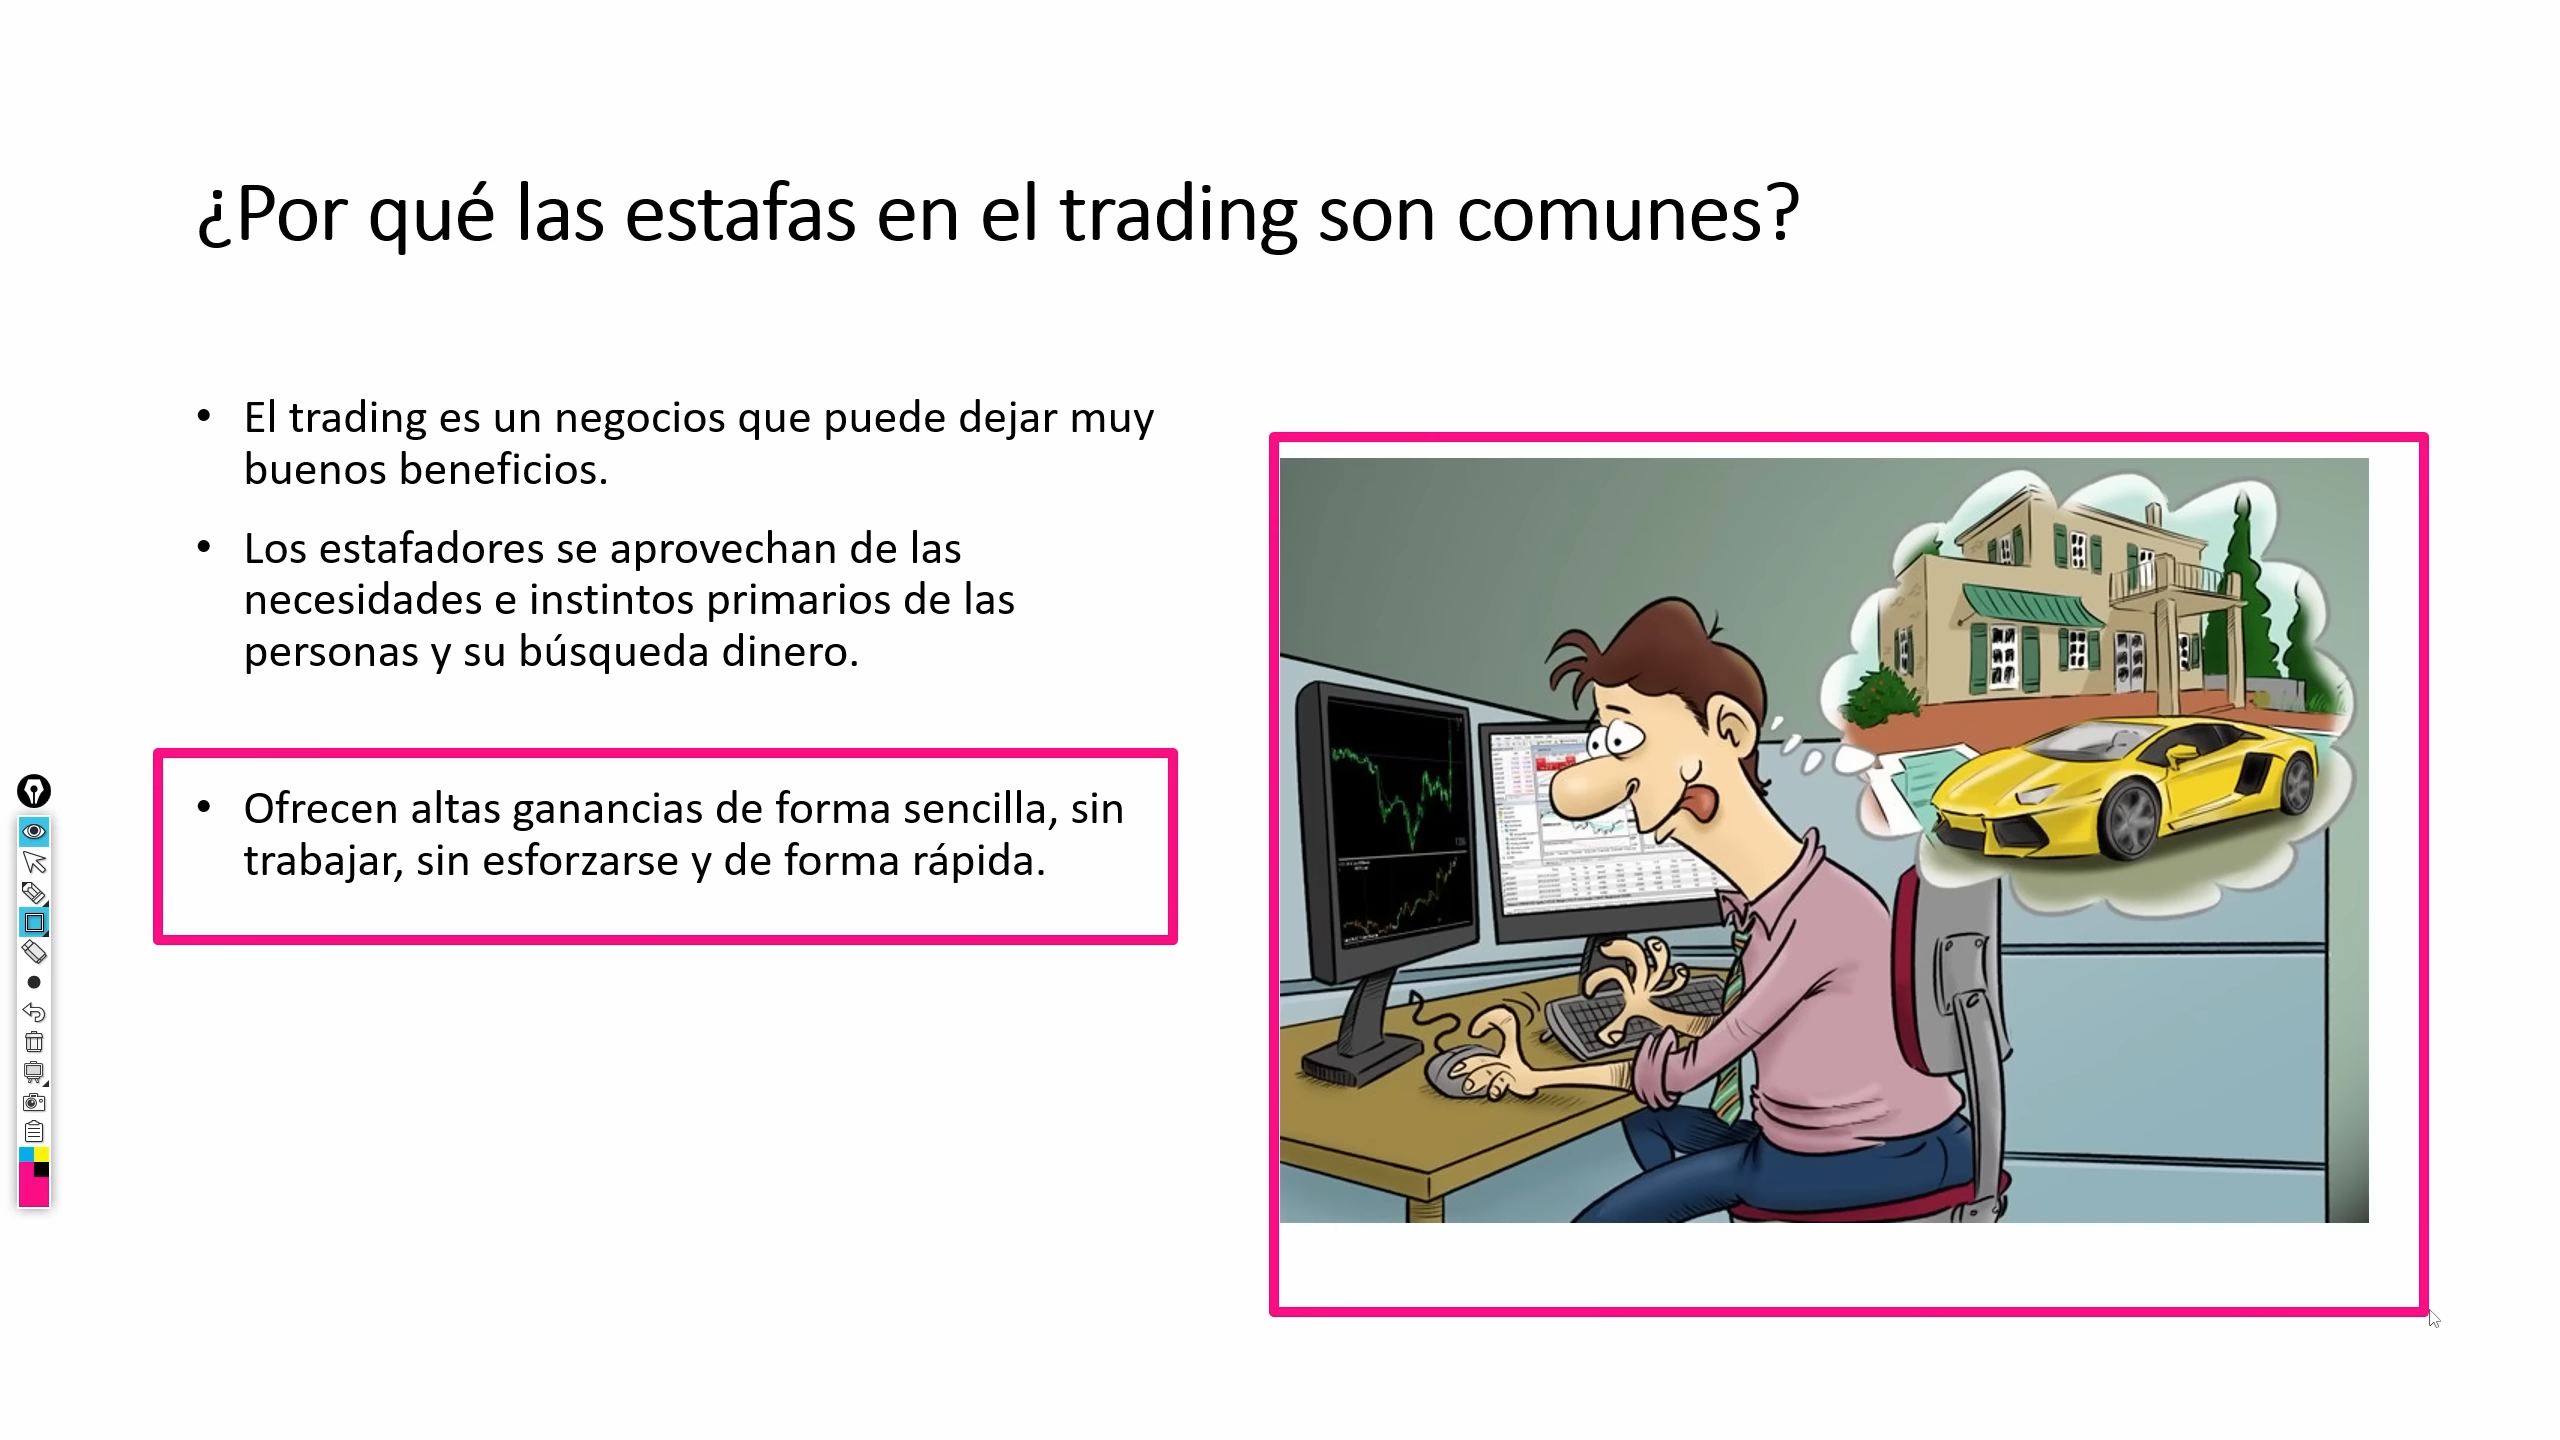 ¿Por qué las estafas en el trading son comunes?
• El trading es un negocios que puede dejar muy
buenos beneficios.
• Los estafadores se aprovechan de las
necesidades e instintos primarios de las
personas y su búsqueda dinero.
• Ofrecen altas ganancias de forma sencilla, sin
trabajar, sin esforzarse y de forma rápida.